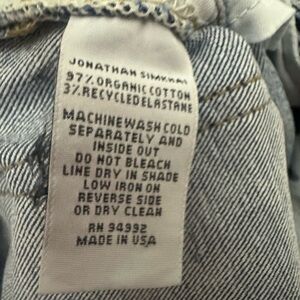 JONATHAN SIMKHAI
97% ORGANIC COTTON
3% RECYCLED ELASTANE
MACHINE WASH COLD
SEPARATELY AND
INSIDE OUT
DO NOT BLEACH
LINE DRY IN SHADE
LOW IRON ON
REVERSE SIDE
OR DRY CLEAN
RN 94992
MADE IN USA